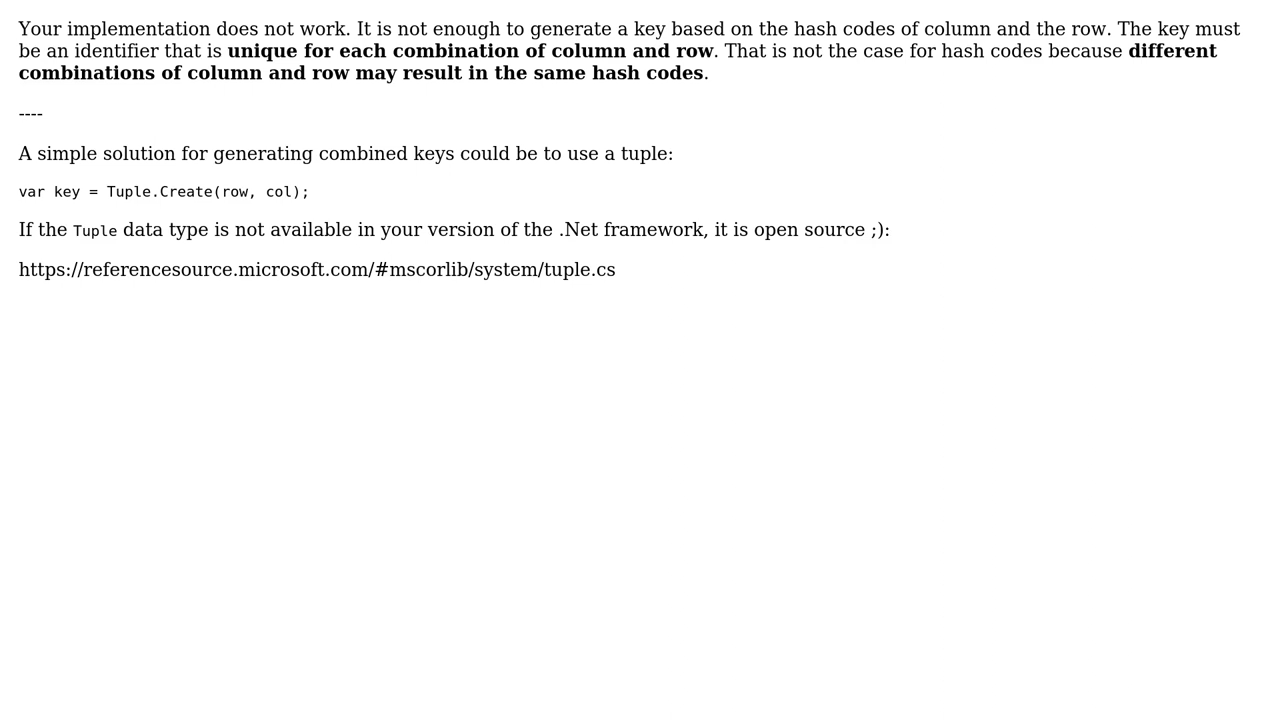 Your implementation does not work. It is not enough to generate a key based on the hash codes of column and the row. The key must
be an identifier that is unique for each combination of column and row. That is not the case for hash codes because different
combinations of column and row may result in the same hash codes.
----
A simple solution for generating combined keys could be to use a tuple:
var key = Tuple.Create(row, col);
If the Tuple data type is not available in your version of the .Net framework, it is open source ;):
https://referencesource.microsoft.com/#mscorlib/system/tuple.cs